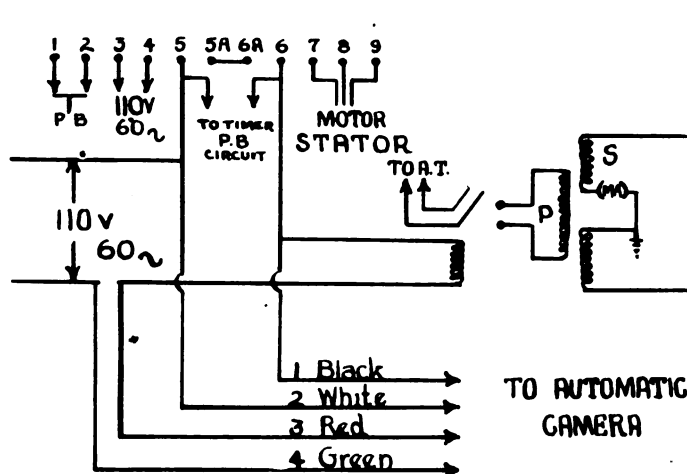 1 2 3 4 5 5A 6A 6 7 8 9
P B
110V
60~
TO TIMER
P.B
CIRCUIT
MOTOR
STATOR
TO A.T.
P
S
MA
110 V
60~
1 Black
2 White
3 Red
4 Green
TO AUTOMATIC
CAMERA